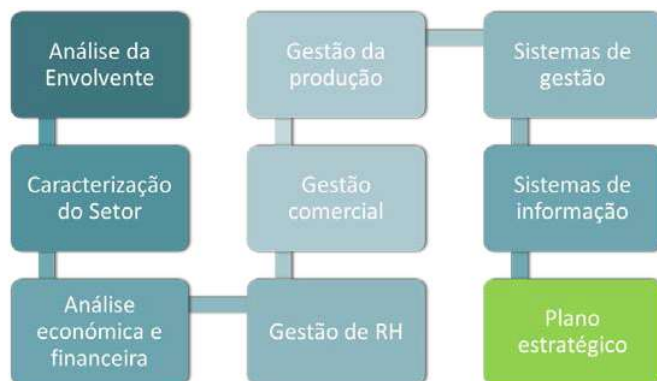 Análise da
Envolvente
Caracterização
do Setor
Análise
económica e
financeira
Gestão de RH
Gestão
comercial
Gestão da
produção
Sistemas de
gestão
Sistemas de
informação
Plano
estratégico